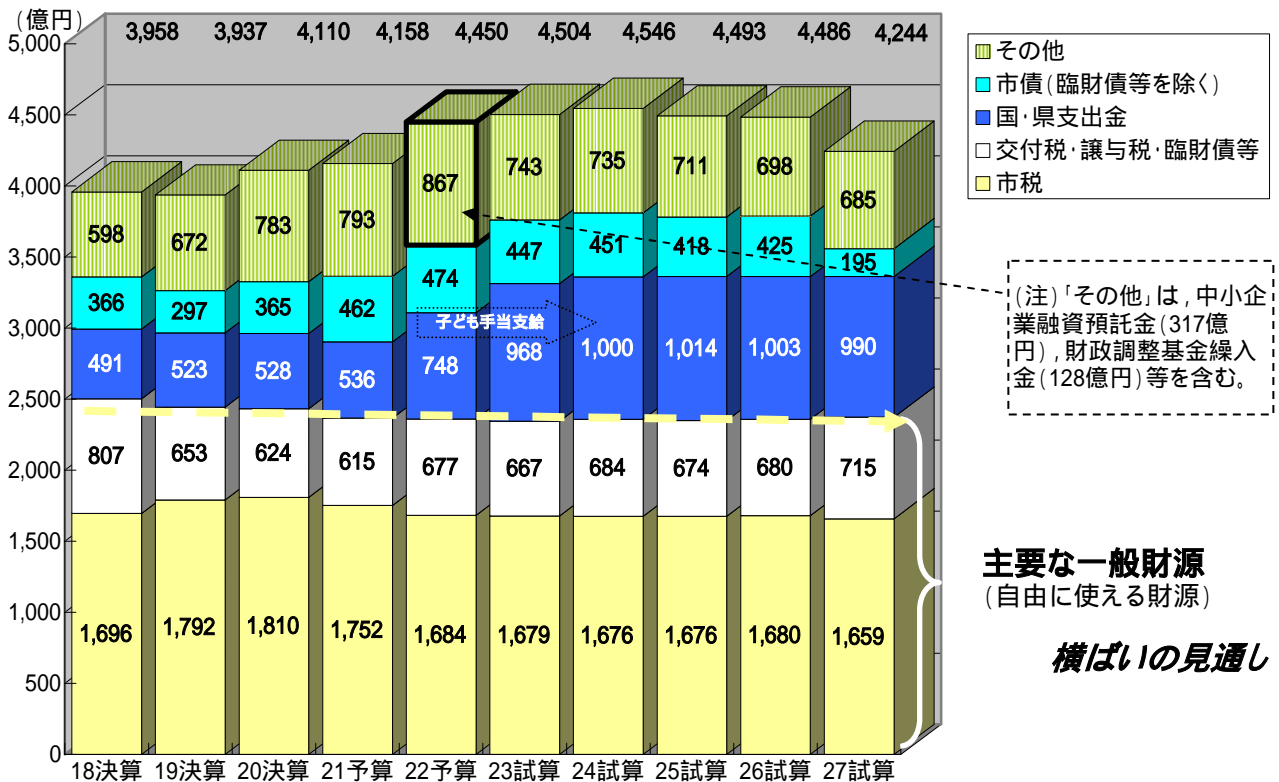 (億円)
3,958 3,937 4,110 4,158 4,450 4,504 4,546 4,493 4,486 4,244
5,000
4,500
4,000
3,500
3,000
2,500
2,000
1,500
1,000
500
0
598 672 783 793 867 743 735 711 698 685
366 297 365 462 474 447 451 418 425 195
子ども手当支給
491 523 528 536 748 968 1,000 1,014 1,003 990
807 653 624 615 677 667 684 674 680 715
1,696 1,792 1,810 1,752 1,684 1,679 1,676 1,676 1,680 1,659
18決算 19決算 20決算 21予算 22予算 23試算 24試算 25試算 26試算 27試算
その他
市債(臨財債等を除く)
国・県支出金
交付税・譲与税・臨財債等
市税
(注)「その他」は,中小企
業融資預託金(317億
円),財政調整基金繰入
金(128億円)等を含む。
主要な一般財源
(自由に使える財源)
横ばいの見通し